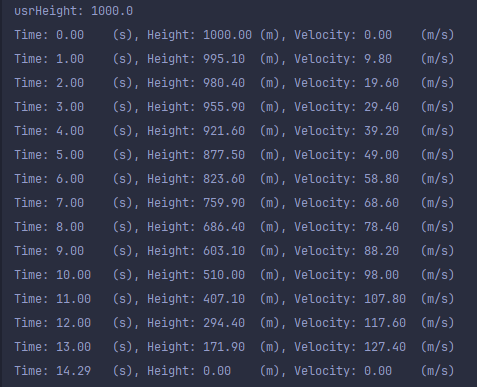 usrHeight: 1000.0
Time: 0.00    (s), Height: 1000.00 (m), Velocity: 0.00    (m/s)
Time: 1.00    (s), Height: 995.10  (m), Velocity: 9.80    (m/s)
Time: 2.00    (s), Height: 980.40  (m), Velocity: 19.60   (m/s)
Time: 3.00    (s), Height: 955.90  (m), Velocity: 29.40   (m/s)
Time: 4.00    (s), Height: 921.60  (m), Velocity: 39.20   (m/s)
Time: 5.00    (s), Height: 877.50  (m), Velocity: 49.00   (m/s)
Time: 6.00    (s), Height: 823.60  (m), Velocity: 58.80   (m/s)
Time: 7.00    (s), Height: 759.90  (m), Velocity: 68.60   (m/s)
Time: 8.00    (s), Height: 686.40  (m), Velocity: 78.40   (m/s)
Time: 9.00    (s), Height: 603.10  (m), Velocity: 88.20   (m/s)
Time: 10.00   (s), Height: 510.00  (m), Velocity: 98.00   (m/s)
Time: 11.00   (s), Height: 407.10  (m), Velocity: 107.80  (m/s)
Time: 12.00   (s), Height: 294.40  (m), Velocity: 117.60  (m/s)
Time: 13.00   (s), Height: 171.90  (m), Velocity: 127.40  (m/s)
Time: 14.29   (s), Height: 0.00    (m), Velocity: 0.00    (m/s)